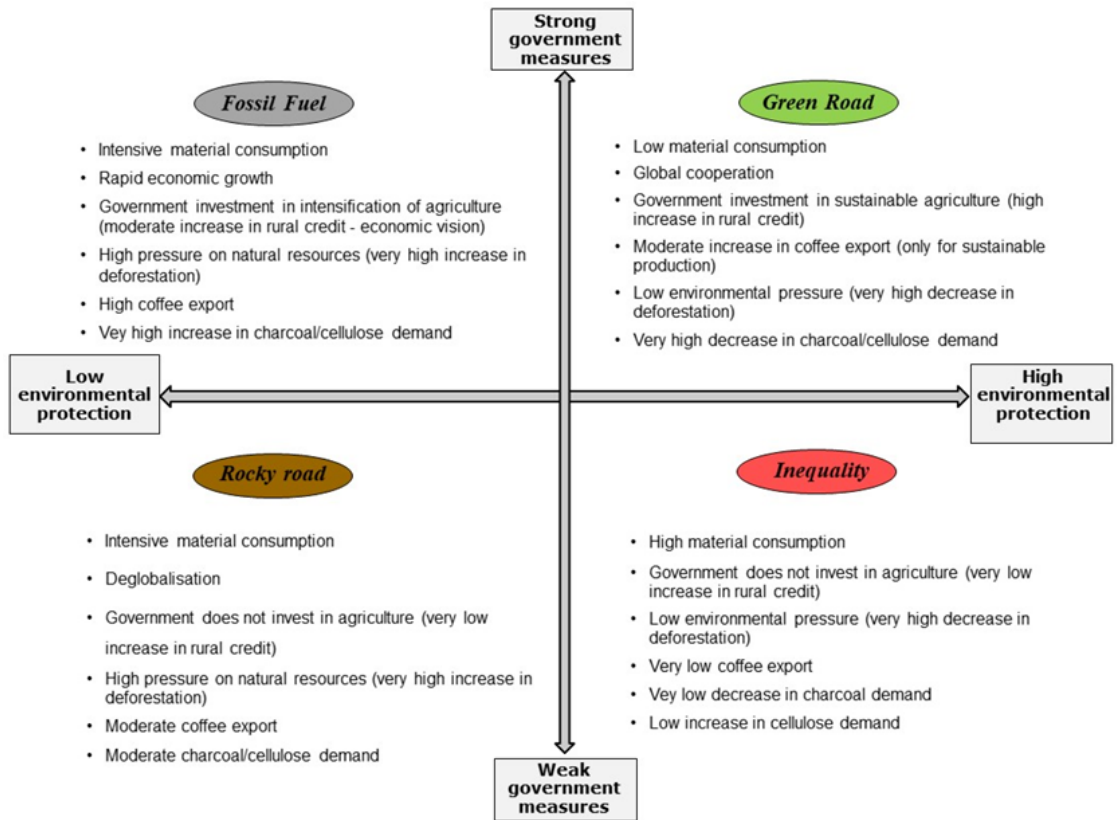 Strong
government
measures
Fossil Fuel
• Intensive material consumption
• Rapid economic growth
• Government investment in intensification of agriculture
(moderate increase in rural credit - economic vision)
• High pressure on natural resources (very high increase in
deforestation)
• High coffee export
• Vey high increase in charcoal/cellulose demand
Green Road
• Low material consumption
• Global cooperation
• Government investment in sustainable agriculture (high
increase in rural credit)
• Moderate increase in coffee export (only for sustainable
production)
• Low environmental pressure (very high decrease in
deforestation)
• Very high decrease in charcoal/cellulose demand
Low
environmental
protection
High
environmental
protection
Rocky road
• Intensive material consumption
• Deglobalisation
• Government does not invest in agriculture (very low
increase in rural credit)
• High pressure on natural resources (very high increase in
deforestation)
• Moderate coffee export
• Moderate charcoal/cellulose demand
Inequality
• High material consumption
• Government does not invest in agriculture (very low
increase in rural credit)
• Low environmental pressure (very high decrease in
deforestation)
• Very low coffee export
• Vey low decrease in charcoal demand
• Low increase in cellulose demand
Weak
government
measures